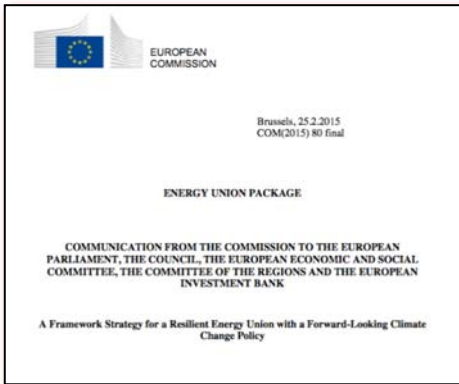 EUROPEAN
COMMISSION
Brussels, 25.2.2015
COM(2015) 80 final
ENERGY UNION PACKAGE
COMMUNICATION FROM THE COMMISSION TO THE EUROPEAN
PARLIAMENT, THE COUNCIL, THE EUROPEAN ECONOMIC AND SOCIAL
COMMITTEE, THE COMMITTEE OF THE REGIONS AND THE EUROPEAN
INVESTMENT BANK
A Framework Strategy for a Resilient Energy Union with a Forward-Looking Climate
Change Policy